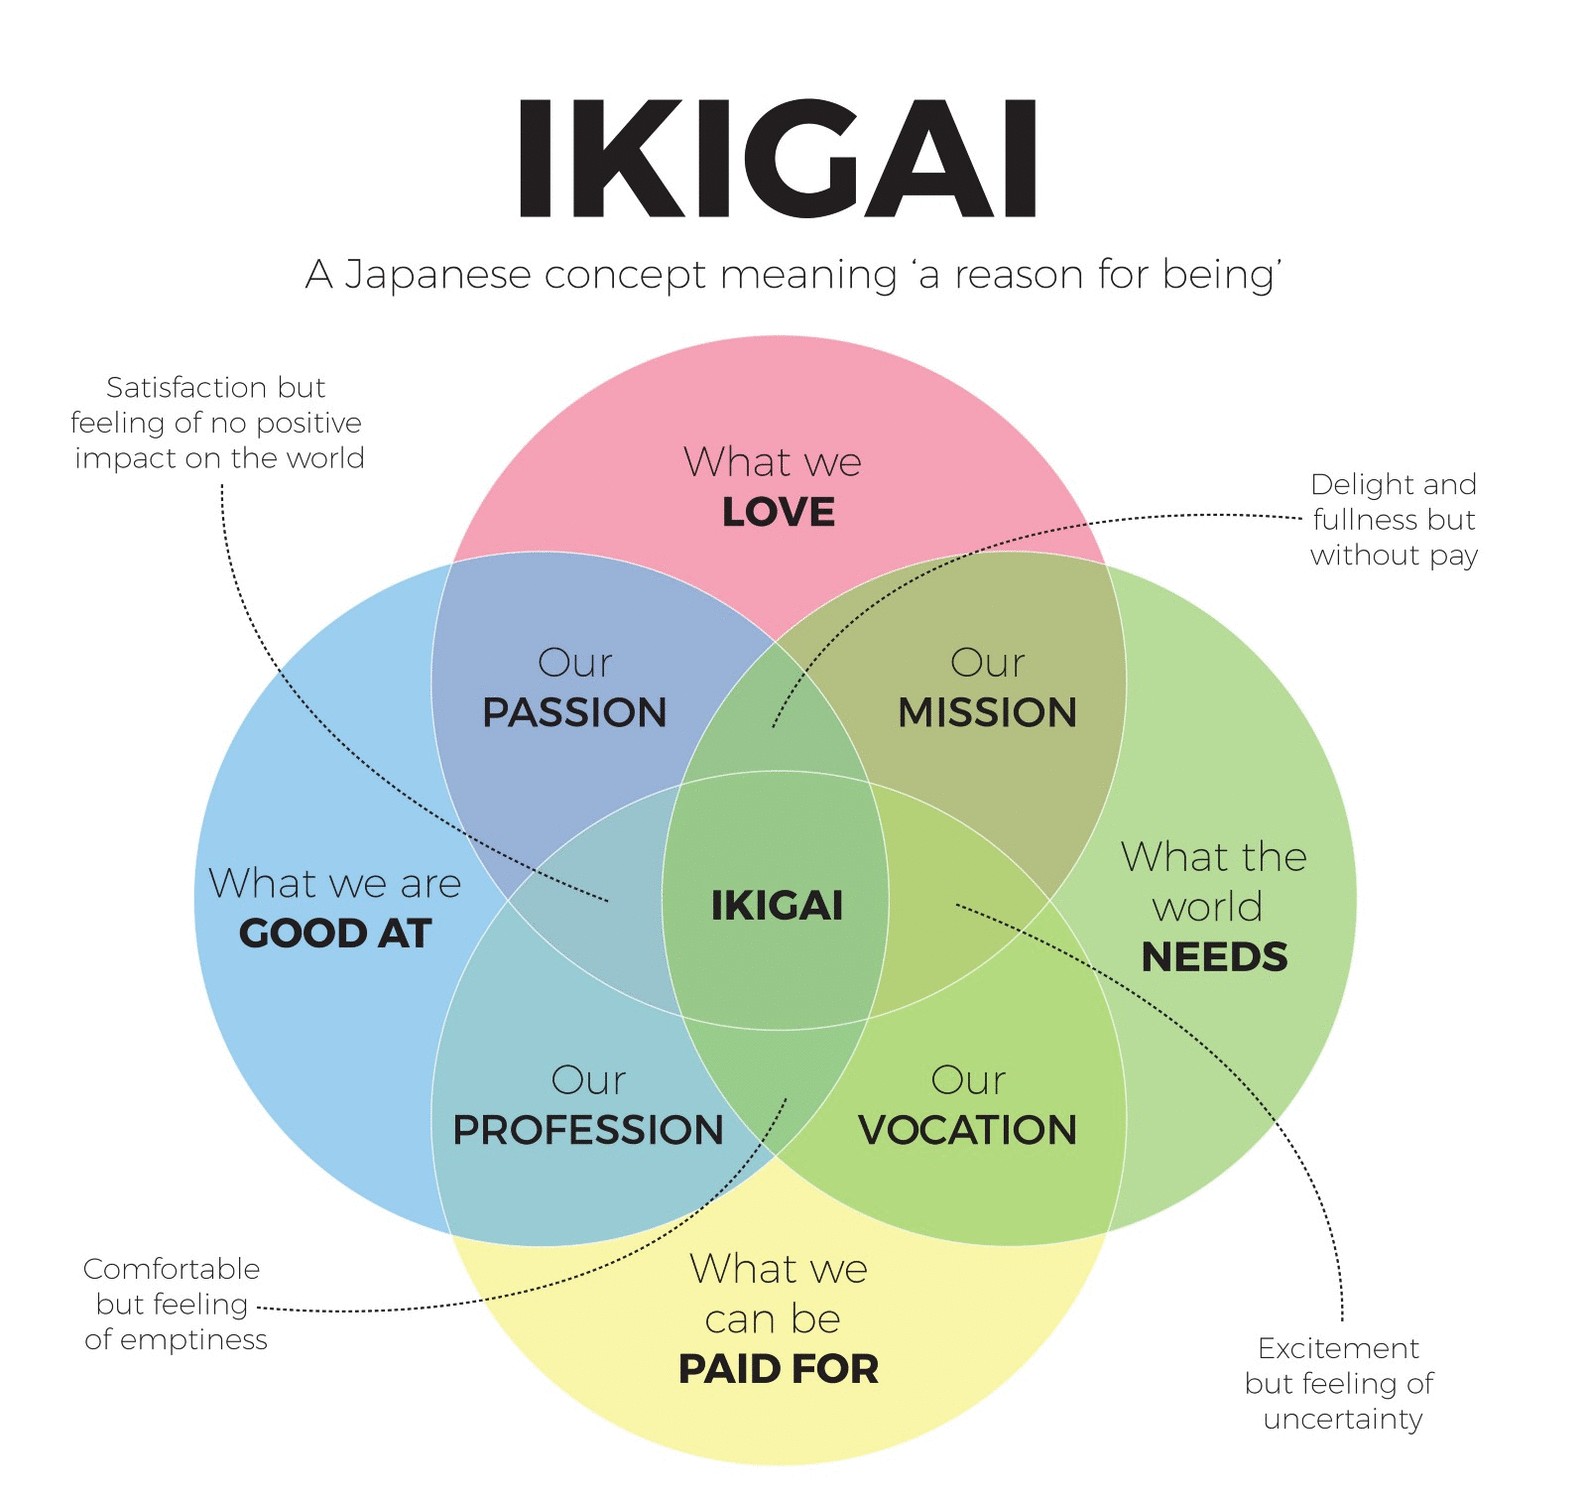 IKIGAI
A Japanese concept meaning ‘a reason for being’
Satisfaction but
feeling of no positive
impact on the world
What we
LOVE
Delight and
fullness but
without pay
Our
PASSION
Our
MISSION
What we are
GOOD AT
IKIGAI
What the
world
NEEDS
Our
PROFESSION
Our
VOCATION
Comfortable
but feeling
of emptiness
What we
can be
PAID FOR
Excitement
but feeling of
uncertainty